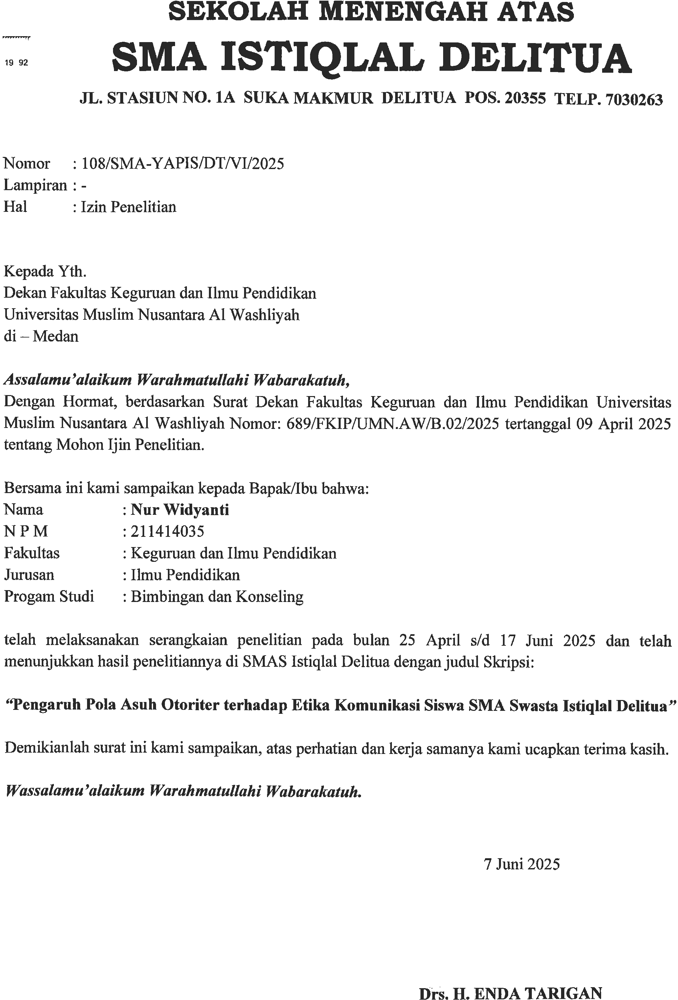 SEKOLAH MENENGAH ATAS
19 92
SMA ISTIQLAL DELITUA
JL. STASIUN NO. 1A SUKA MAKMUR DELITUA POS. 20355 TELP. 7030263
Nomor : 108/SMA-YAPIS/DT/VI/2025
Lampiran : -
Hal : Izin Penelitian
Kepada Yth.
Dekan Fakultas Keguruan dan Ilmu Pendidikan
Universitas Muslim Nusantara Al Washliyah
di – Medan
Assalamu’alaikum Warahmatullahi Wabarakatuh,
Dengan Hormat, berdasarkan Surat Dekan Fakultas Keguruan dan Ilmu Pendidikan Universitas
Muslim Nusantara Al Washliyah Nomor: 689/FKIP/UMN.AW/B.02/2025 tertanggal 09 April 2025
tentang Mohon Ijin Penelitian.
Bersama ini kami sampaikan kepada Bapak/Ibu bahwa:
Nama : Nur Widyanti
N P M : 211414035
Fakultas : Keguruan dan Ilmu Pendidikan
Jurusan : Ilmu Pendidikan
Progam Studi : Bimbingan dan Konseling
telah melaksanakan serangkaian penelitian pada bulan 25 April s/d 17 Juni 2025 dan telah
menunjukkan hasil penelitiannya di SMAS Istiqlal Delitua dengan judul Skripsi:
“Pengaruh Pola Asuh Otoriter terhadap Etika Komunikasi Siswa SMA Swasta Istiqlal Delitua”
Demikianlah surat ini kami sampaikan, atas perhatian dan kerja samanya kami ucapkan terima kasih.
Wassalamu’alaikum Warahmatullahi Wabarakatuh.
7 Juni 2025
Drs. H. ENDA TARIGAN